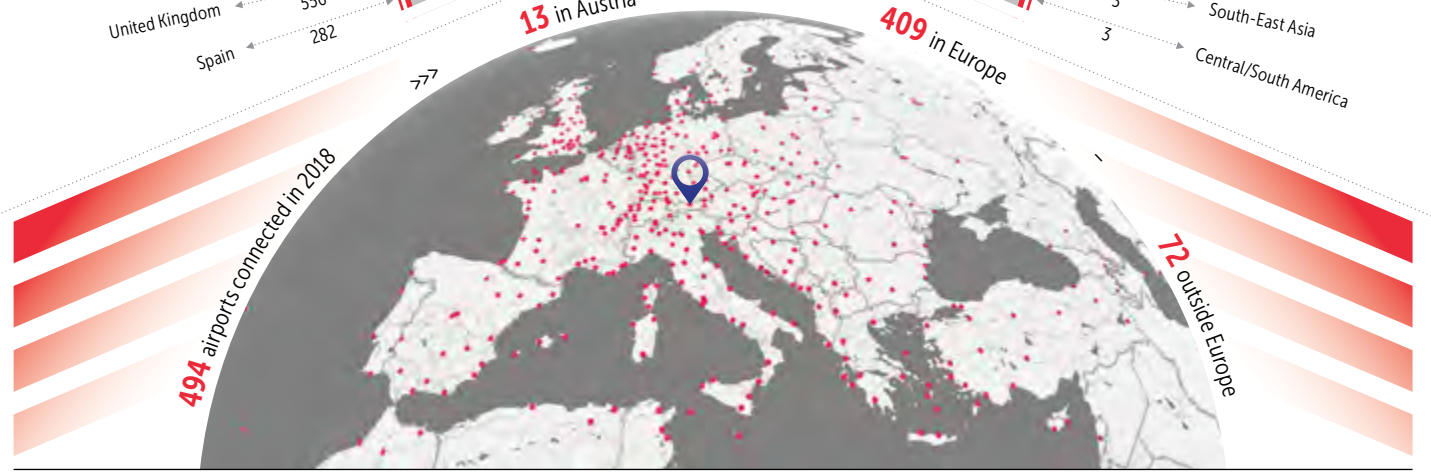 United Kingdom 556
Spain 282
>>>
494 airports connected in 2018
13 in Austria
409 in Europe
72 outside Europe
South-East Asia
3 Central/South America